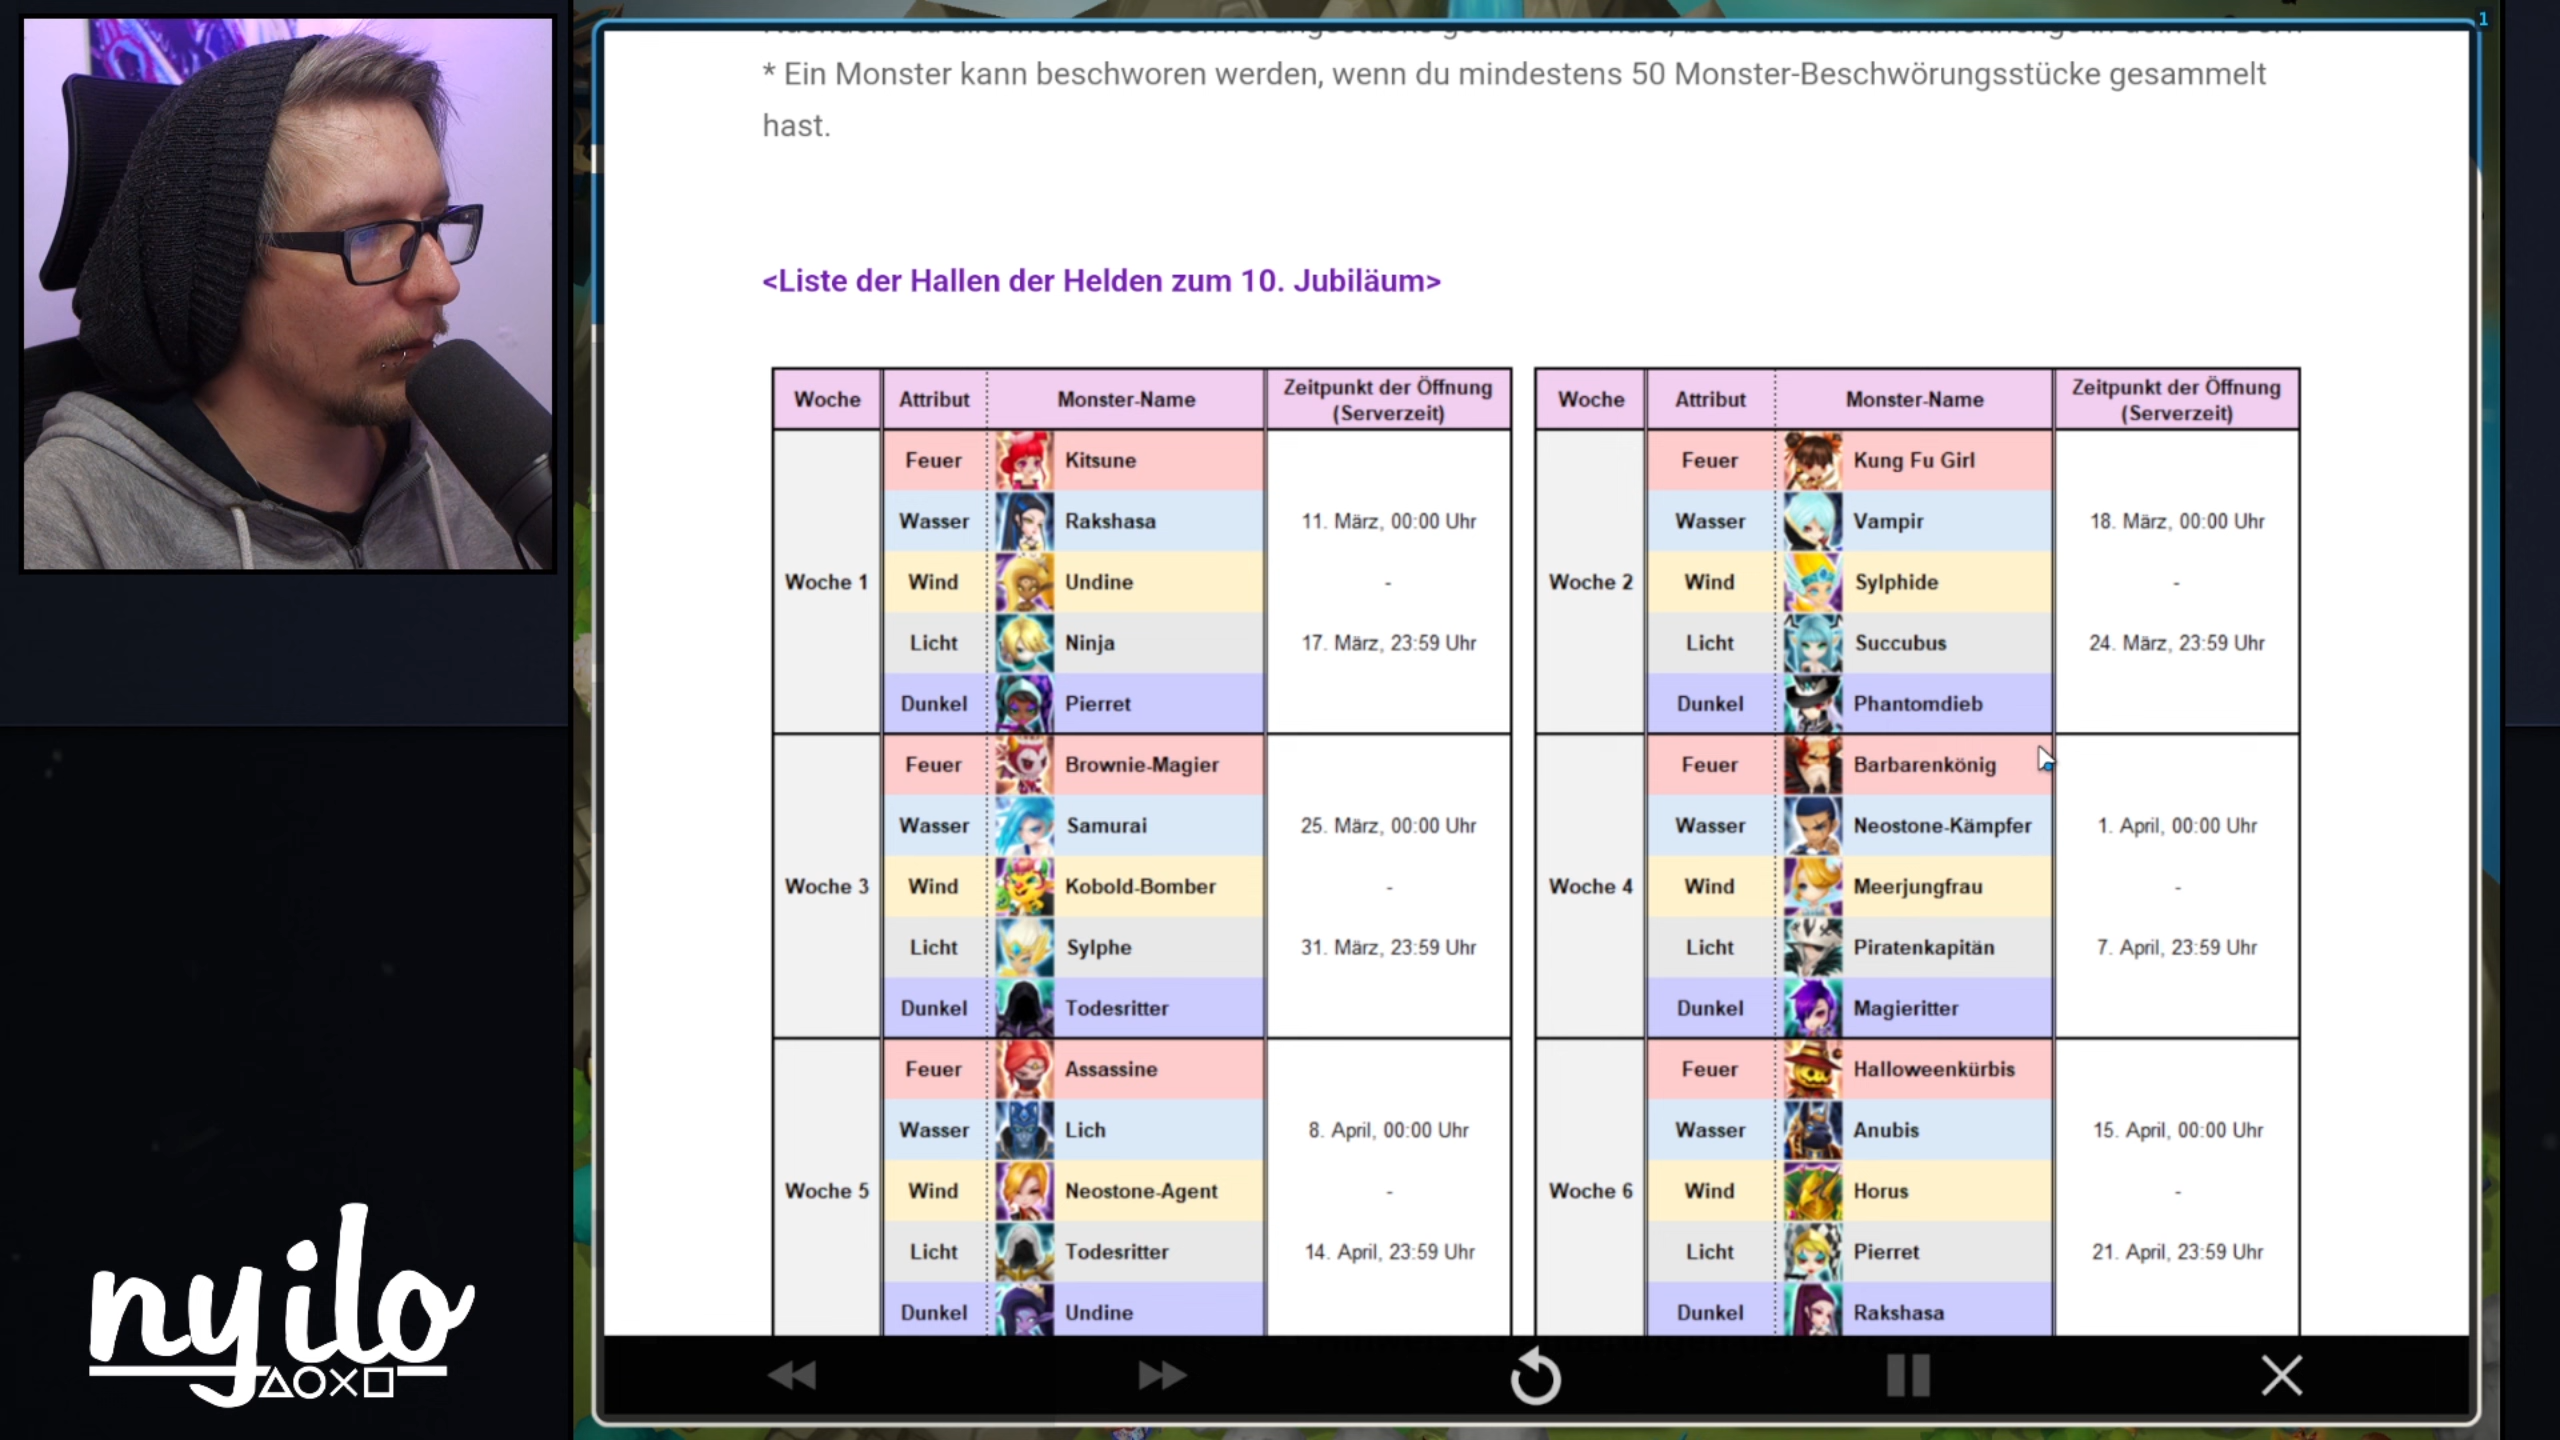 1
* Ein Monster kann beschworen werden, wenn du mindestens 50 Monster-Beschwörungsstücke gesammelt
hast.
<Liste der Hallen der Helden zum 10. Jubiläum>
Woche Attribut Monster-Name Zeitpunkt der Öffnung (Serverzeit)
Woche 1
Feuer Kitsune
Wasser Rakshasa 11. März, 00:00 Uhr
Wind Undine -
Licht Ninja 17. März, 23:59 Uhr
Dunkel Pierret
Woche 3
Feuer Brownie-Magier
Wasser Samurai 25. März, 00:00 Uhr
Wind Kobold-Bomber -
Licht Sylphe 31. März, 23:59 Uhr
Dunkel Todesritter
Woche 5
Feuer Assassine
Wasser Lich 8. April, 00:00 Uhr
Wind Neostone-Agent -
Licht Todesritter 14. April, 23:59 Uhr
Dunkel Undine
Woche Attribut Monster-Name Zeitpunkt der Öffnung (Serverzeit)
Woche 2
Feuer Kung Fu Girl
Wasser Vampir 18. März, 00:00 Uhr
Wind Sylphide -
Licht Succubus 24. März, 23:59 Uhr
Dunkel Phantomdieb
Woche 4
Feuer Barbarenkönig
Wasser Neostone-Kämpfer 1. April, 00:00 Uhr
Wind Meerjungfrau -
Licht Piratenkapitän 7. April, 23:59 Uhr
Dunkel Magieritter
Woche 6
Feuer Halloweenkürbis
Wasser Anubis 15. April, 00:00 Uhr
Wind Horus -
Licht Pierret 21. April, 23:59 Uhr
Dunkel Rakshasa
nyilo